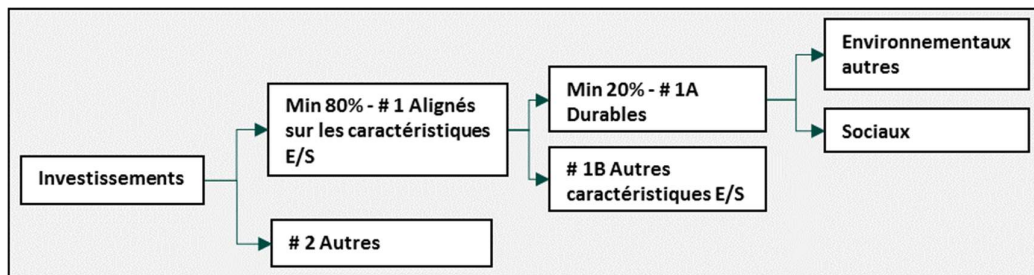 Investissements
Min 80% - # 1 Alignés
sur les caractéristiques
E/S
# 2 Autres
Min 20% - # 1A
Durables
# 1B Autres
caractéristiques E/S
Environnementaux
autres
Sociaux